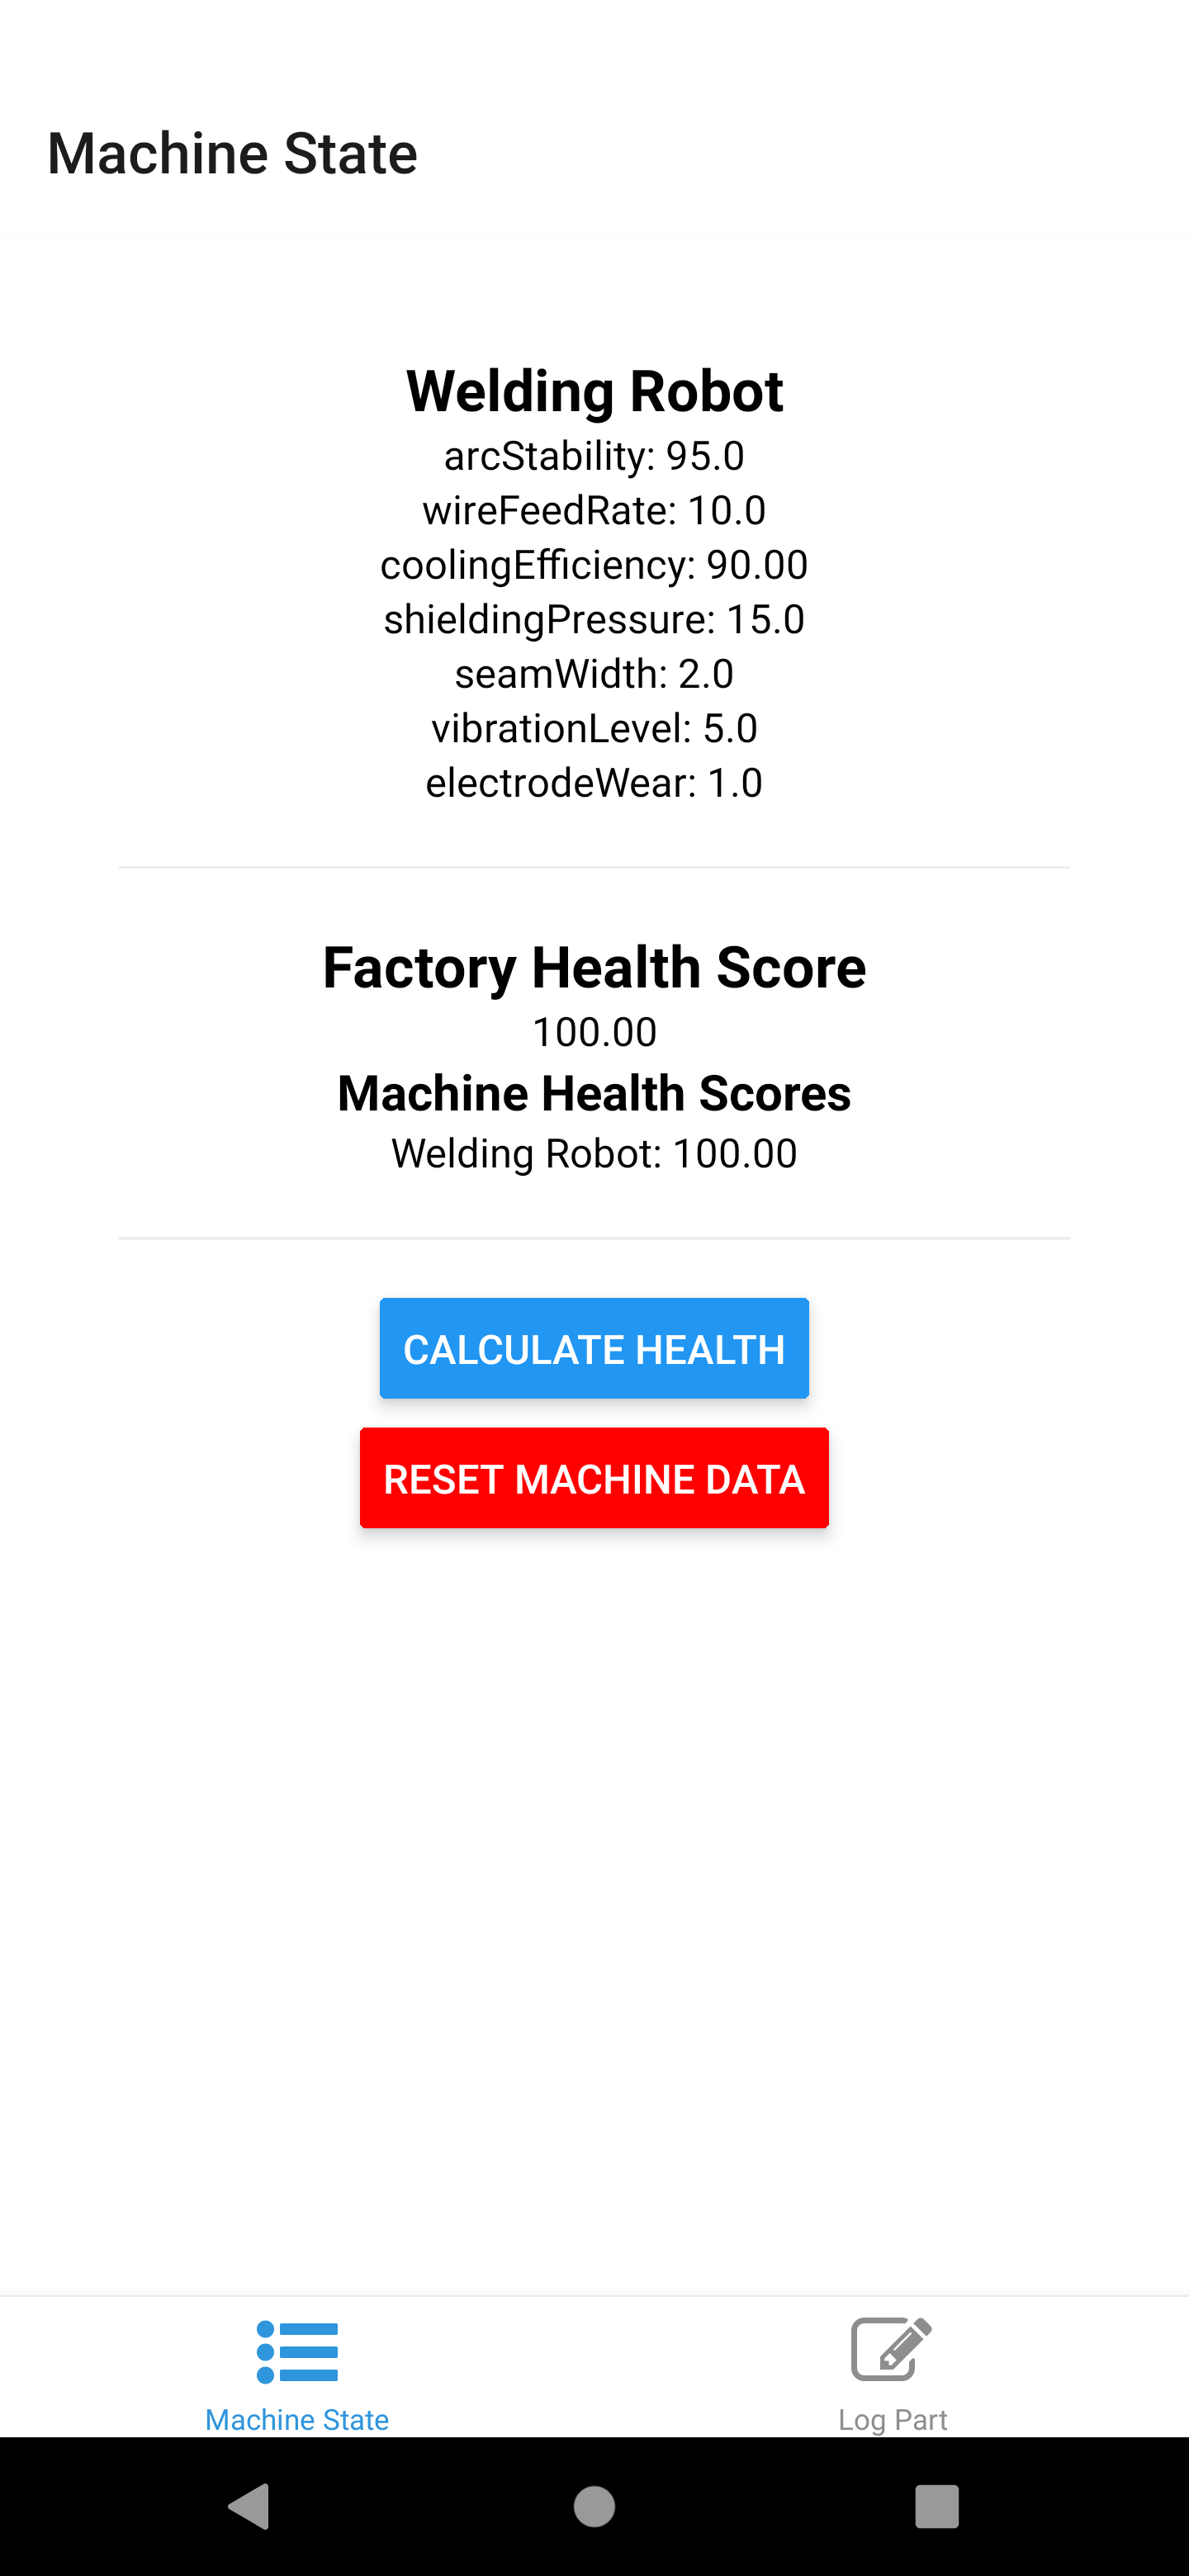 Machine State
Welding Robot
arcStability: 95.0
wireFeedRate: 10.0
coolingEfficiency: 90.00
shieldingPressure: 15.0
seamWidth: 2.0
vibrationLevel: 5.0
electrodeWear: 1.0
Factory Health Score
100.00
Machine Health Scores
Welding Robot: 100.00
CALCULATE HEALTH
RESET MACHINE DATA
Machine State
Log Part